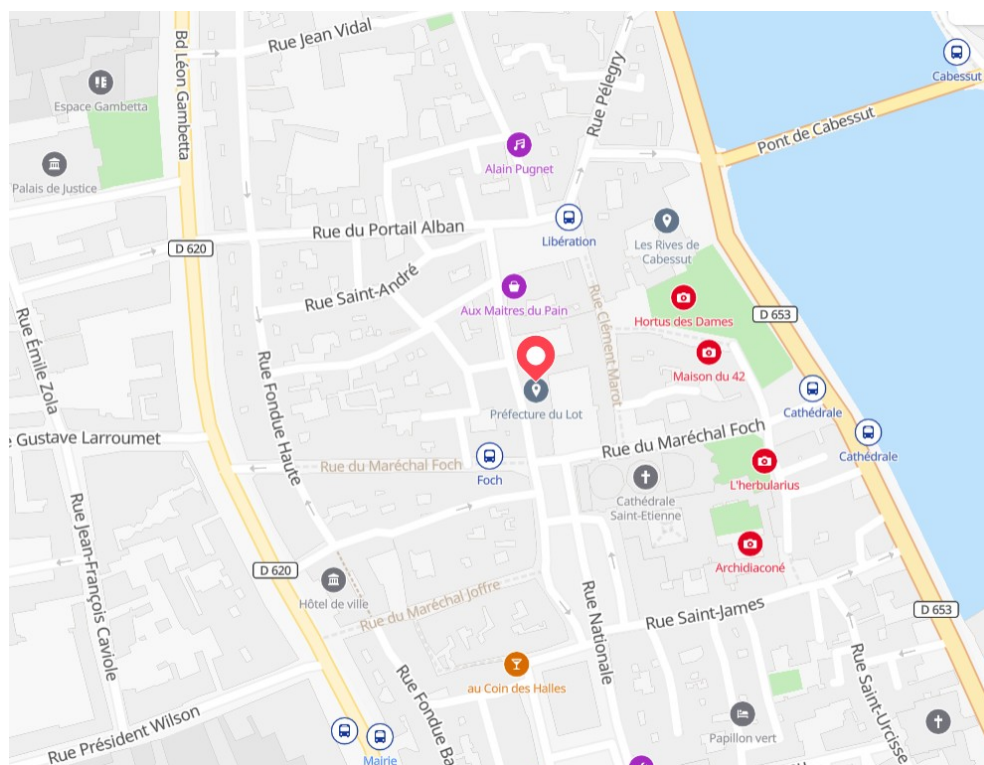 Rue Jean Vidal
Bd Léon Gambetta
Espace Gambetta
Palais de Justice
Rue Pélegry
Cabessut
Pont de Cabessut
Alain Pugnet
Rue du Portail Alban
Libération
Les Rives de
Cabessut
D 620
Rue Saint-André
Aux Maitres du Pain
Rue Clément Marot
Hortus des Dames
D 653
Rue Émile Zola
Rue Fondue Haute
Maison du 42
Préfecture du Lot
Cathédrale
Gustave Larroumet
Rue du Maréchal Foch
Rue du Maréchal Foch
Cathédrale
Foch
L'herbularius
Cathédrale
Saint-Etienne
Rue Jean-François Caviole
Archidiaconé
D 620
Hôtel de ville
Rue du Maréchal Joffre
Rue Nationale
Rue Saint-James
D 653
au Coin des Halles
Rue Saint-Urcisse
Rue Président Wilson
Rue Fondue Ba
Papillon vert
Mairie